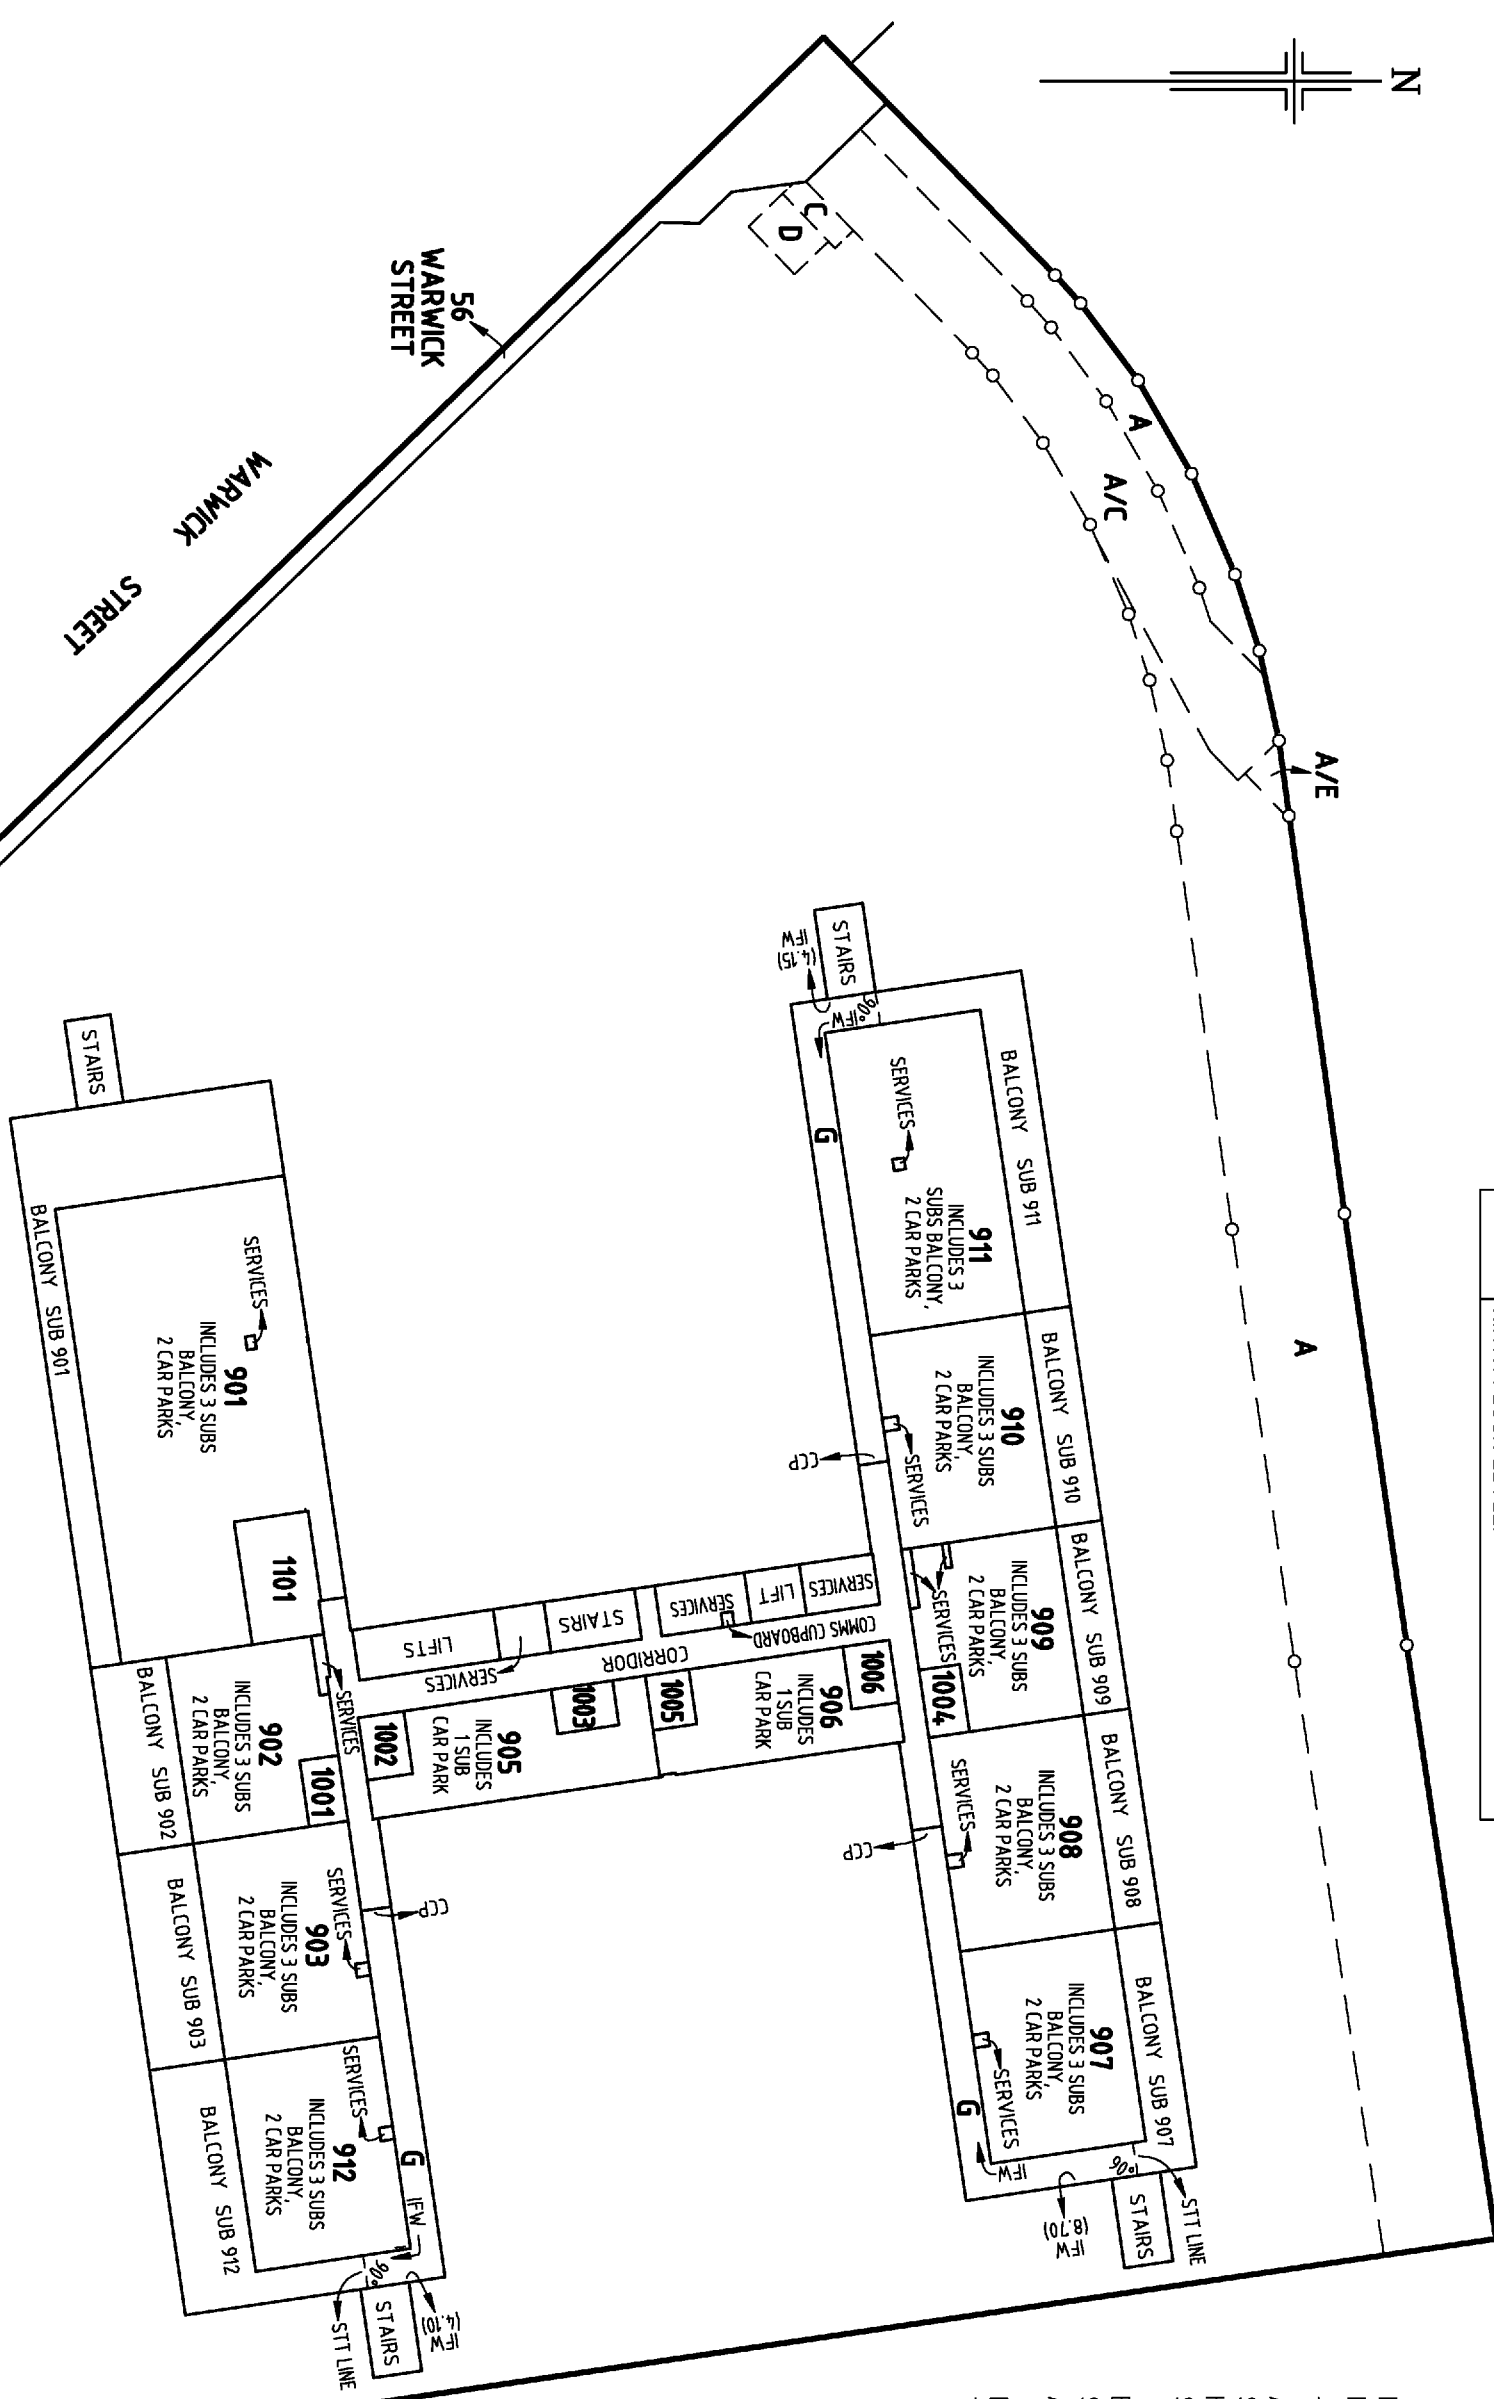 N
A
A/C
A/E
A
C
D
56
WARWICK
STREET
WARWICK STREET
STAIRS
IFW
(4.15)
90°
IFW
G
SERVICES
BALCONY SUB 911
911
INCLUDES 3
SUBS BALCONY,
2 CAR PARKS
BALCONY SUB 910
910
INCLUDES 3 SUBS
BALCONY,
2 CAR PARKS
SERVICES
CCP
BALCONY SUB 909
909
INCLUDES 3 SUBS
BALCONY,
2 CAR PARKS
SERVICES
1004
BALCONY SUB 908
908
INCLUDES 3 SUBS
BALCONY,
2 CAR PARKS
SERVICES
CCP
BALCONY SUB 907
907
INCLUDES 3 SUBS
BALCONY,
2 CAR PARKS
SERVICES
G
IFW
90°
IFW
(8.70)
STAIRS
STT LINE
SERVICES
LIFT
SERVICES
STAIRS
LIFTS
COMMS CUPBOARD
CORRIDOR
SERVICES
1006
906
INCLUDES
1 SUB
CAR PARK
1005
1003
905
INCLUDES
1 SUB
CAR PARK
1002
STAIRS
BALCONY SUB 901
SERVICES
901
INCLUDES 3 SUBS
BALCONY,
2 CAR PARKS
1101
SERVICES
BALCONY SUB 902
902
INCLUDES 3 SUBS
BALCONY,
2 CAR PARKS
1001
BALCONY SUB 903
903
INCLUDES 3 SUBS
BALCONY,
2 CAR PARKS
SERVICES
CCP
BALCONY SUB 912
912
INCLUDES 3 SUBS
BALCONY,
2 CAR PARKS
SERVICES
G
IFW
90°
IFW
(4.10)
STAIRS
STT LINE